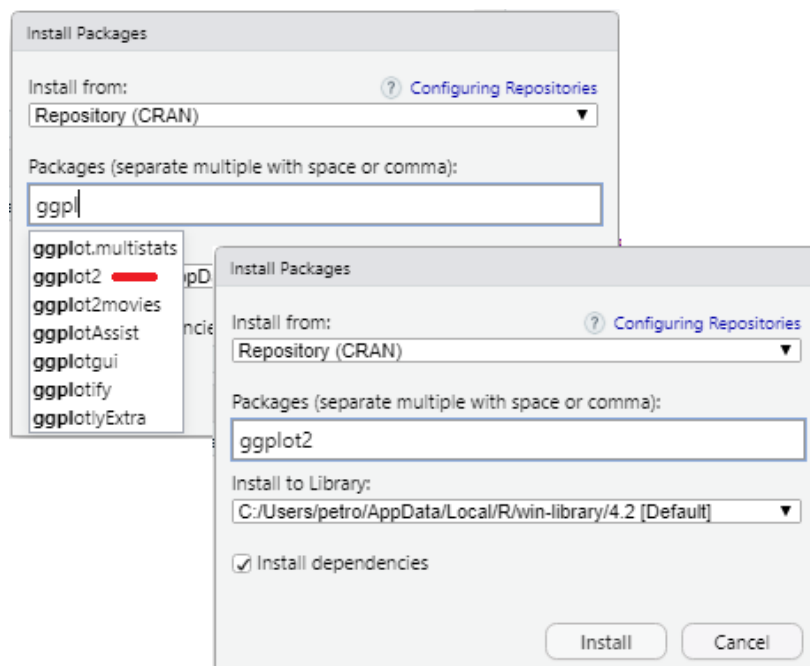 Install Packages
Install from:
? Configuring Repositories
Repository (CRAN)
Packages (separate multiple with space or comma):
ggpl
ggplot.multistats
ggplot2
ggplot2movies
ggplotAssist
ggplotgui
ggplotify
ggplotlyExtra
Install Packages
Install from:
? Configuring Repositories
Repository (CRAN)
Packages (separate multiple with space or comma):
ggplot2
Install to Library:
C:/Users/petro/AppData/Local/R/win-library/4.2 [Default]
Install dependencies
Install
Cancel